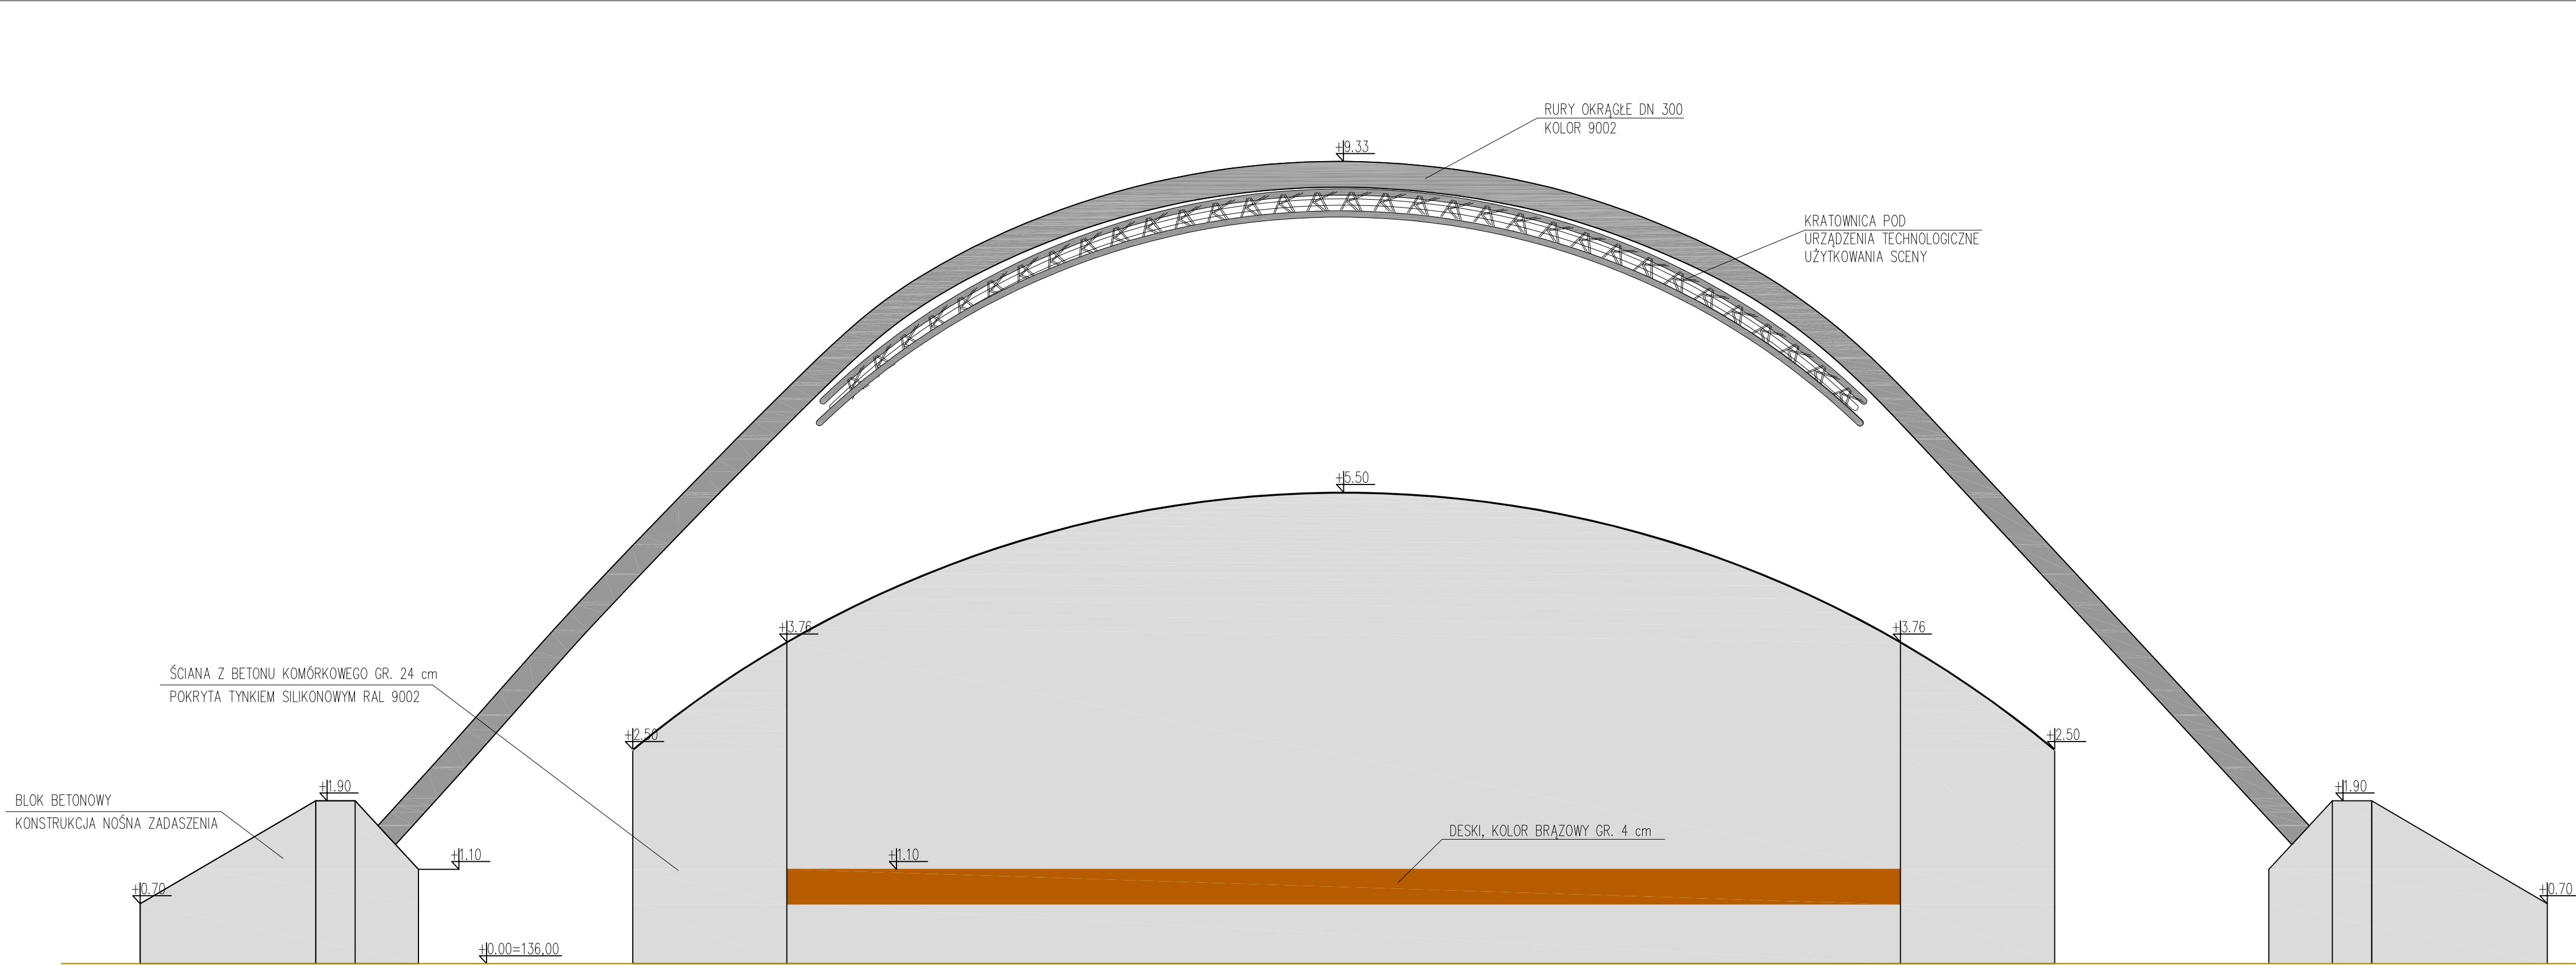 RURY OKRĄGŁE DN 300
KOLOR 9002
+9.33
KRATOWNICA POD
URZĄDZENIA TECHNOLOGICZNE
UŻYTKOWANIA SCENY
+5.50
+3.76
+3.76
ŚCIANA Z BETONU KOMÓRKOWEGO GR. 24 cm
POKRYTA TYNKIEM SILIKONOWYM RAL 9002
+2.50
+2.50
+1.90
+1.90
BLOK BETONOWY
KONSTRUKCJA NOŚNA ZADASZENIA
DESKI, KOLOR BRĄZOWY GR. 4 cm
+1.10
+1.10
+0.70
+0.70
+0.00=136,00